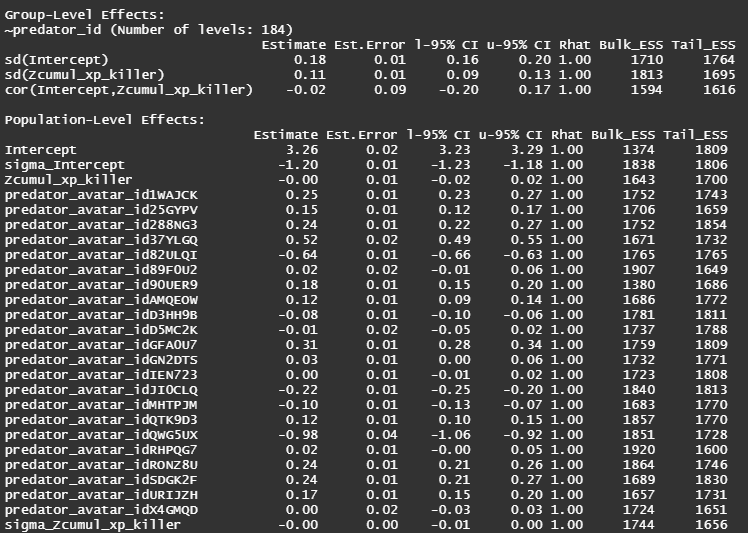 Group-Level Effects:
~predator_id (Number of levels: 184)
Estimate Est.Error l-95% CI u-95% CI Rhat Bulk_ESS Tail_ESS
sd(Intercept) 0.18 0.01 0.16 0.20 1.00 1710 1764
sd(Zcumul_xp_killer) 0.11 0.01 0.09 0.13 1.00 1813 1695
cor(Intercept,Zcumul_xp_killer) -0.02 0.09 -0.20 0.17 1.00 1594 1616
Population-Level Effects:
Estimate Est.Error l-95% CI u-95% CI Rhat Bulk_ESS Tail_ESS
Intercept 3.26 0.02 3.23 3.29 1.00 1374 1809
sigma_Intercept -1.20 0.01 -1.23 -1.18 1.00 1838 1806
Zcumul_xp_killer -0.00 0.01 -0.02 0.02 1.00 1643 1700
predator_avatar_id1WAJCK 0.25 0.01 0.23 0.27 1.00 1752 1743
predator_avatar_id25GYPV 0.15 0.01 0.12 0.17 1.00 1706 1659
predator_avatar_id288NG3 0.24 0.01 0.22 0.27 1.00 1752 1854
predator_avatar_id37YLGQ 0.52 0.02 0.49 0.55 1.00 1671 1732
predator_avatar_id82ULQI -0.64 0.01 -0.66 -0.63 1.00 1765 1765
predator_avatar_id89F0U2 0.02 0.02 -0.01 0.06 1.00 1907 1649
predator_avatar_id90UER9 0.18 0.01 0.15 0.20 1.00 1380 1686
predator_avatar_idAMQEOW 0.12 0.01 0.09 0.14 1.00 1686 1772
predator_avatar_idD3HH9B -0.08 0.01 -0.10 -0.06 1.00 1781 1811
predator_avatar_idD5MC2K -0.01 0.02 -0.05 0.02 1.00 1737 1788
predator_avatar_idGFA0U7 0.31 0.01 0.28 0.34 1.00 1759 1809
predator_avatar_idGN2DTS 0.03 0.01 0.00 0.06 1.00 1732 1771
predator_avatar_idIEN723 0.00 0.01 -0.01 0.02 1.00 1723 1808
predator_avatar_idJIOCLQ -0.22 0.01 -0.25 -0.20 1.00 1840 1813
predator_avatar_idMHTPJM -0.10 0.01 -0.13 -0.07 1.00 1683 1770
predator_avatar_idQTK9D3 0.12 0.01 0.10 0.15 1.00 1857 1770
predator_avatar_idQWG5UX -0.98 0.04 -1.06 -0.92 1.00 1851 1728
predator_avatar_idRHPQG7 0.02 0.01 -0.00 0.05 1.00 1920 1600
predator_avatar_idRONZ8U 0.24 0.01 0.21 0.26 1.00 1864 1746
predator_avatar_idSDGK2F 0.24 0.01 0.21 0.27 1.00 1689 1830
predator_avatar_idURIJZH 0.17 0.01 0.15 0.20 1.00 1657 1731
predator_avatar_idX4GMQD 0.00 0.02 -0.03 0.03 1.00 1724 1651
sigma_Zcumul_xp_killer -0.00 0.00 -0.01 0.00 1.00 1744 1656